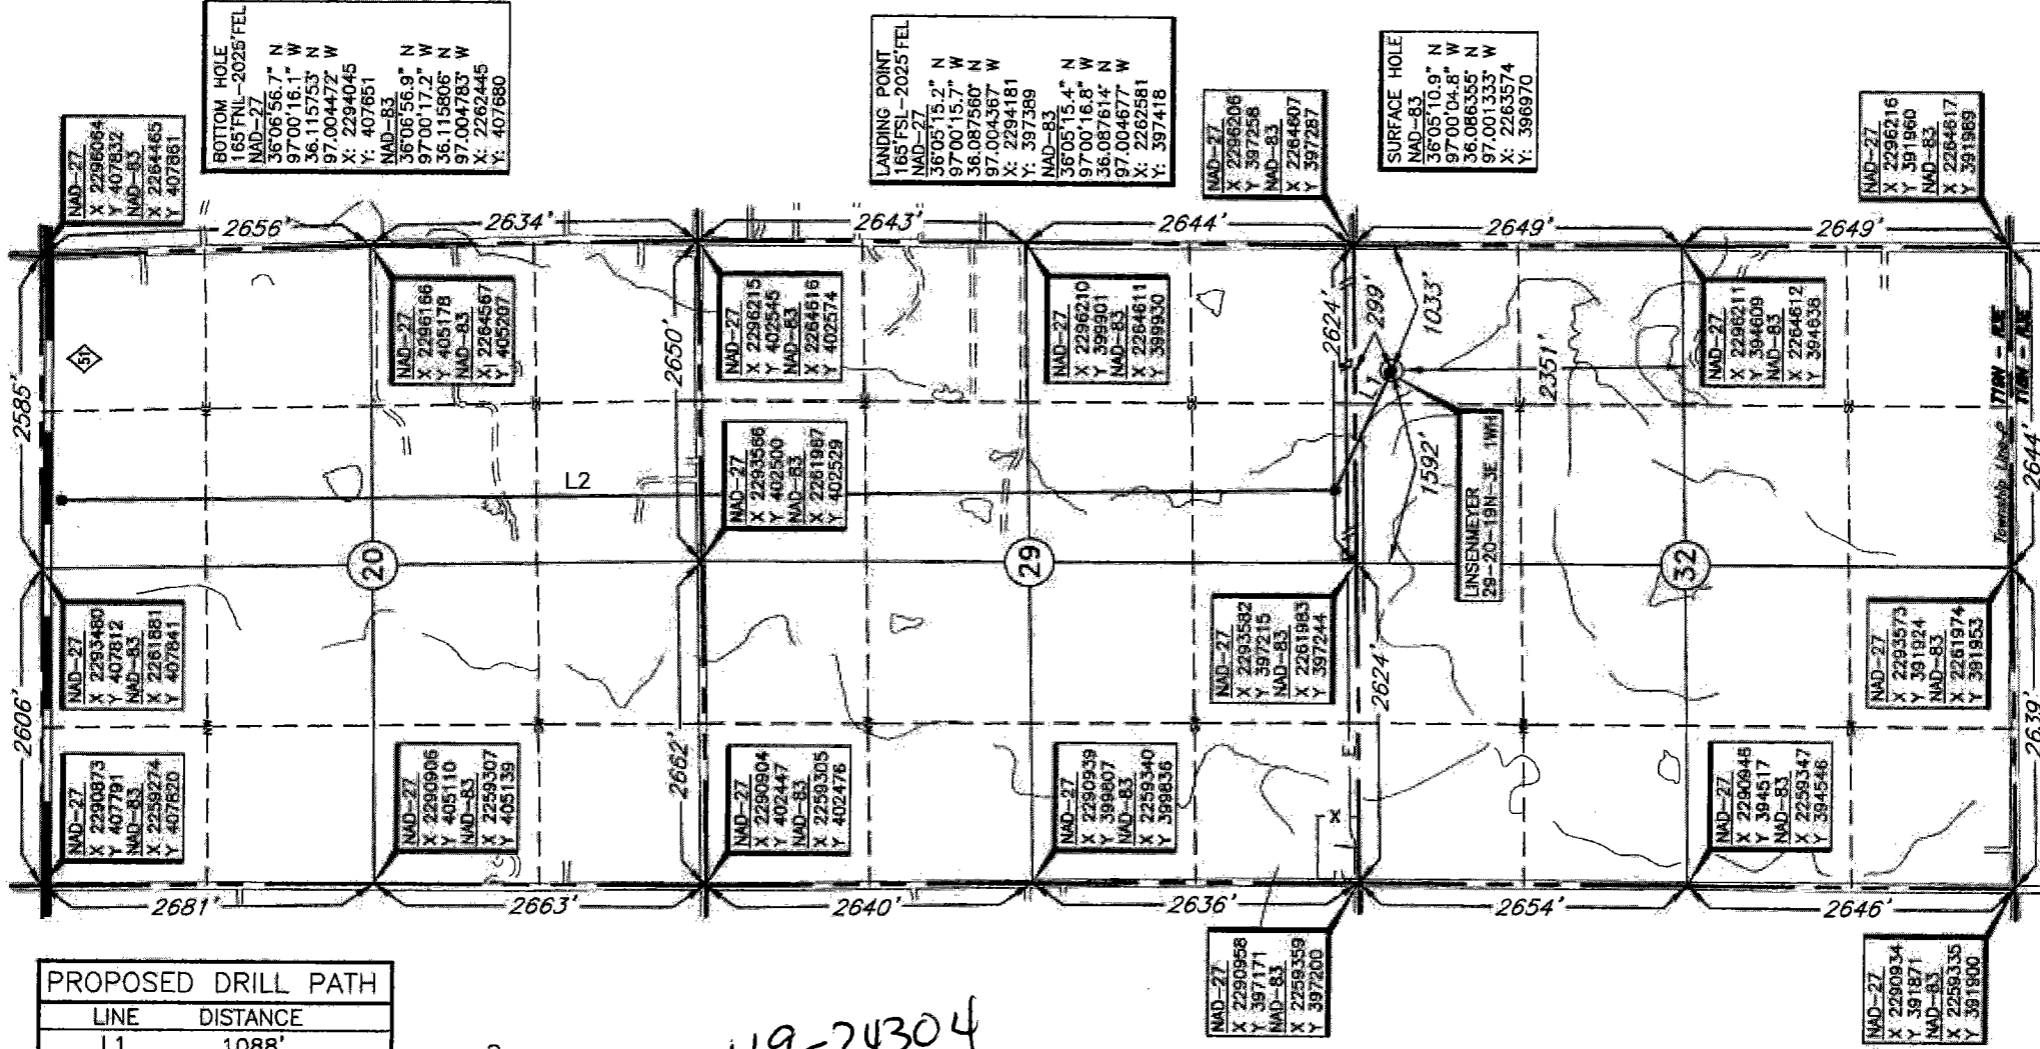 BOTTOM HOLE
165'FNL-2025'FEL
NAD-27
36°06'56.7" N
97°00'16.1" W
36.115753° N
97.004472° W
X: 2294045
Y: 407651
NAD-83
36°06'56.9" N
97°00'17.2" W
36.115806° N
97.004783° W
X: 2262445
Y: 407680
LANDING POINT
165'FSL-2025'FEL
NAD-27
36°05'15.2" N
97°00'15.7" W
36.087560° N
97.004367° W
X: 2294181
Y: 397389
NAD-83
36°05'15.4" N
97°00'16.8" W
36.087614° N
97.004677° W
X: 2262581
Y: 397418
SURFACE HOLE
NAD-83
36°05'10.9" N
97°00'04.8" W
36.086355° N
97.001333° W
X: 2263574
Y: 396970
NAD-27
X 2296064
Y 407832
NAD-83
X 2264465
Y 407861
NAD-27
X 2296206
Y 397258
NAD-83
X 2264607
Y 397287
NAD-27
X 2296216
Y 391960
NAD-83
X 2264617
Y 391989
2656'
2634'
2643'
2644'
2649'
2649'
NAD-27
X 2296166
Y 405178
NAD-83
X 2264567
Y 405207
NAD-27
X 2296215
Y 402545
NAD-83
X 2264616
Y 402574
NAD-27
X 2296210
Y 399901
NAD-83
X 2264611
Y 399930
NAD-27
X 2296211
Y 394609
NAD-83
X 2264612
Y 394638
51
2585'
2650'
2624'
299'
1033'
L1
2351'
1592'
T19N - R3E
T18N - R3E
Township Line
2644'
L2
NAD-27
X 2293566
Y 402500
NAD-83
X 2261967
Y 402529
LINSENMEYER
29-20-19N-3E 1WH
20
29
32
NAD-27
X 2293480
Y 407812
NAD-83
X 2261881
Y 407841
NAD-27
X 2293582
Y 397215
NAD-83
X 2261983
Y 397244
NAD-27
X 2293573
Y 391924
NAD-83
X 2261974
Y 391953
2606'
2662'
2624'
2639'
NAD-27
X 2290873
Y 407791
NAD-83
X 2259274
Y 407820
NAD-27
X 2290906
Y 405110
NAD-83
X 2259307
Y 405139
NAD-27
X 2290904
Y 402447
NAD-83
X 2259305
Y 402476
NAD-27
X 2290939
Y 399807
NAD-83
X 2259340
Y 399836
NAD-27
X 2290946
Y 394517
NAD-83
X 2259347
Y 394546
2681'
2663'
2640'
2636'
2654'
2646'
NAD-27
X 2290958
Y 397171
NAD-83
X 2259359
Y 397200
NAD-27
X 2290934
Y 391871
NAD-83
X 2259335
Y 391900
PROPOSED DRILL PATH
LINE DISTANCE
L1 1088'
119-24304